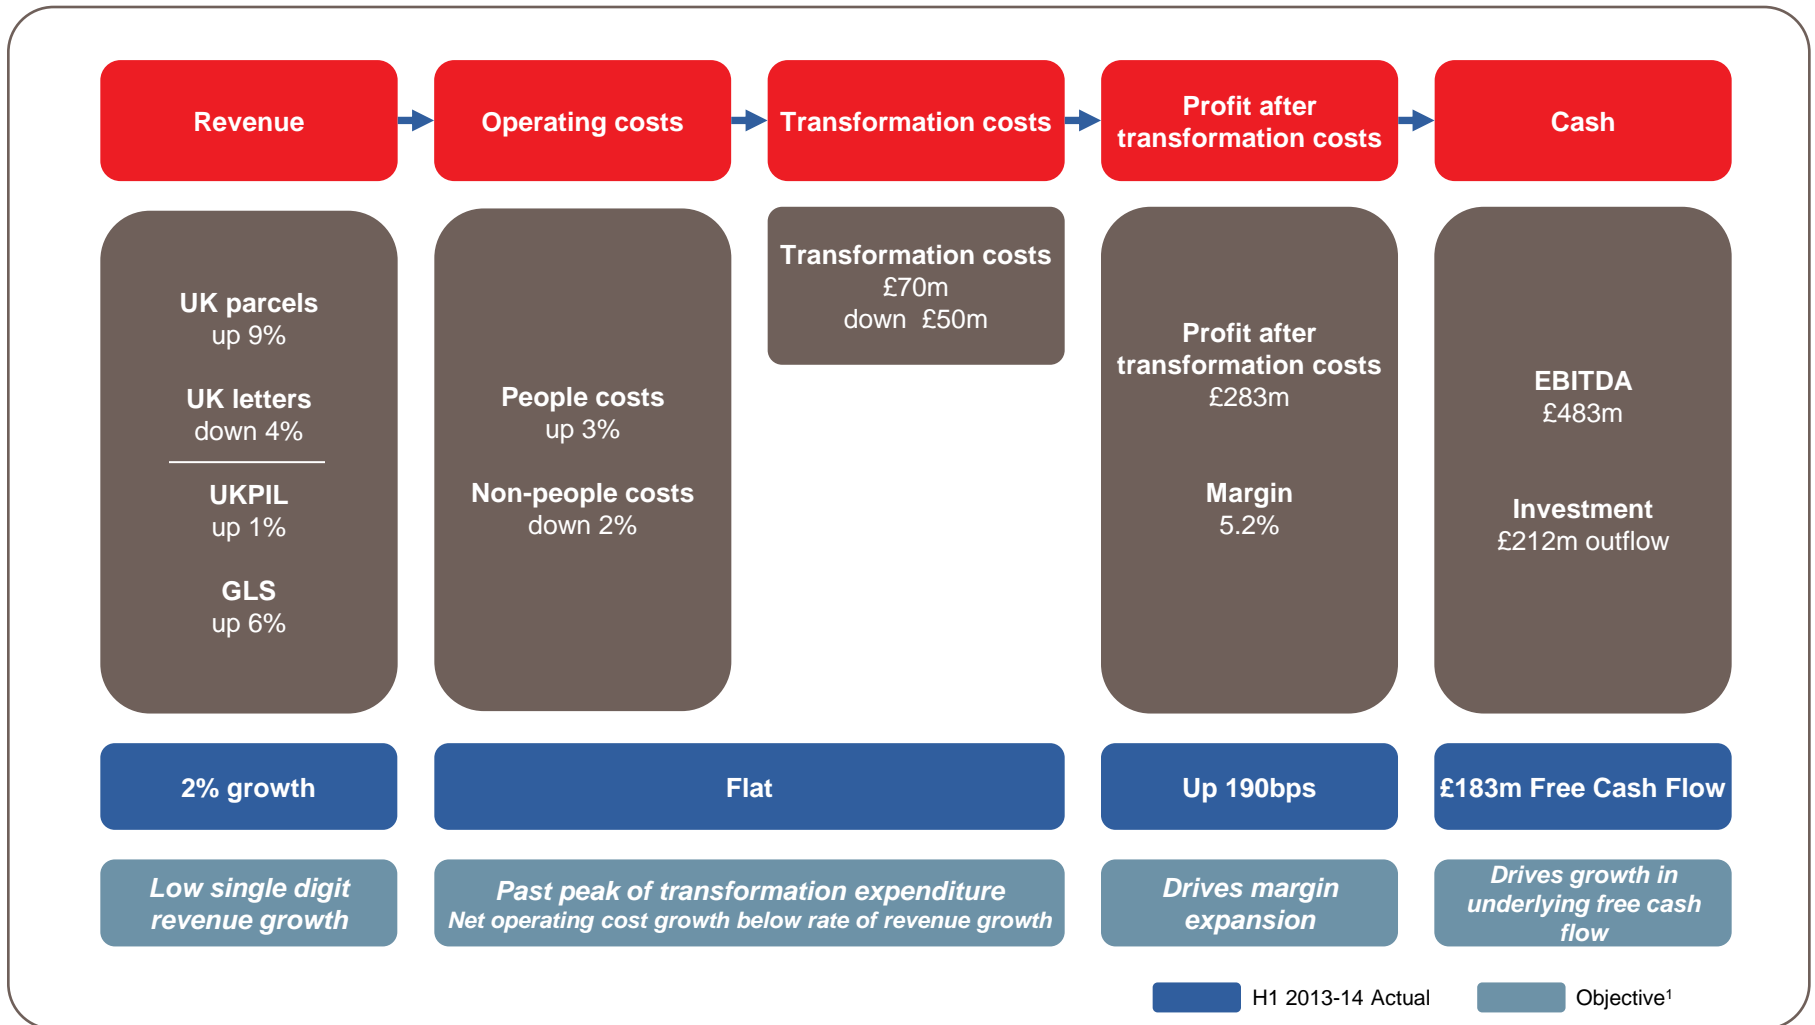 Revenue
Operating costs
Transformation costs
Profit after
transformation costs
Cash
UK parcels
up 9%
UK letters
down 4%
UKPIL
up 1%
GLS
up 6%
People costs
up 3%
Non-people costs
down 2%
Transformation costs
£70m
down £50m
Profit after
transformation costs
£283m
Margin
5.2%
EBITDA
£483m
Investment
£212m outflow
2% growth
Flat
Up 190bps
£183m Free Cash Flow
Low single digit
revenue growth
Past peak of transformation expenditure
Net operating cost growth below rate of revenue growth
Drives margin
expansion
Drives growth in
underlying free cash
flow
H1 2013-14 Actual
Objective¹